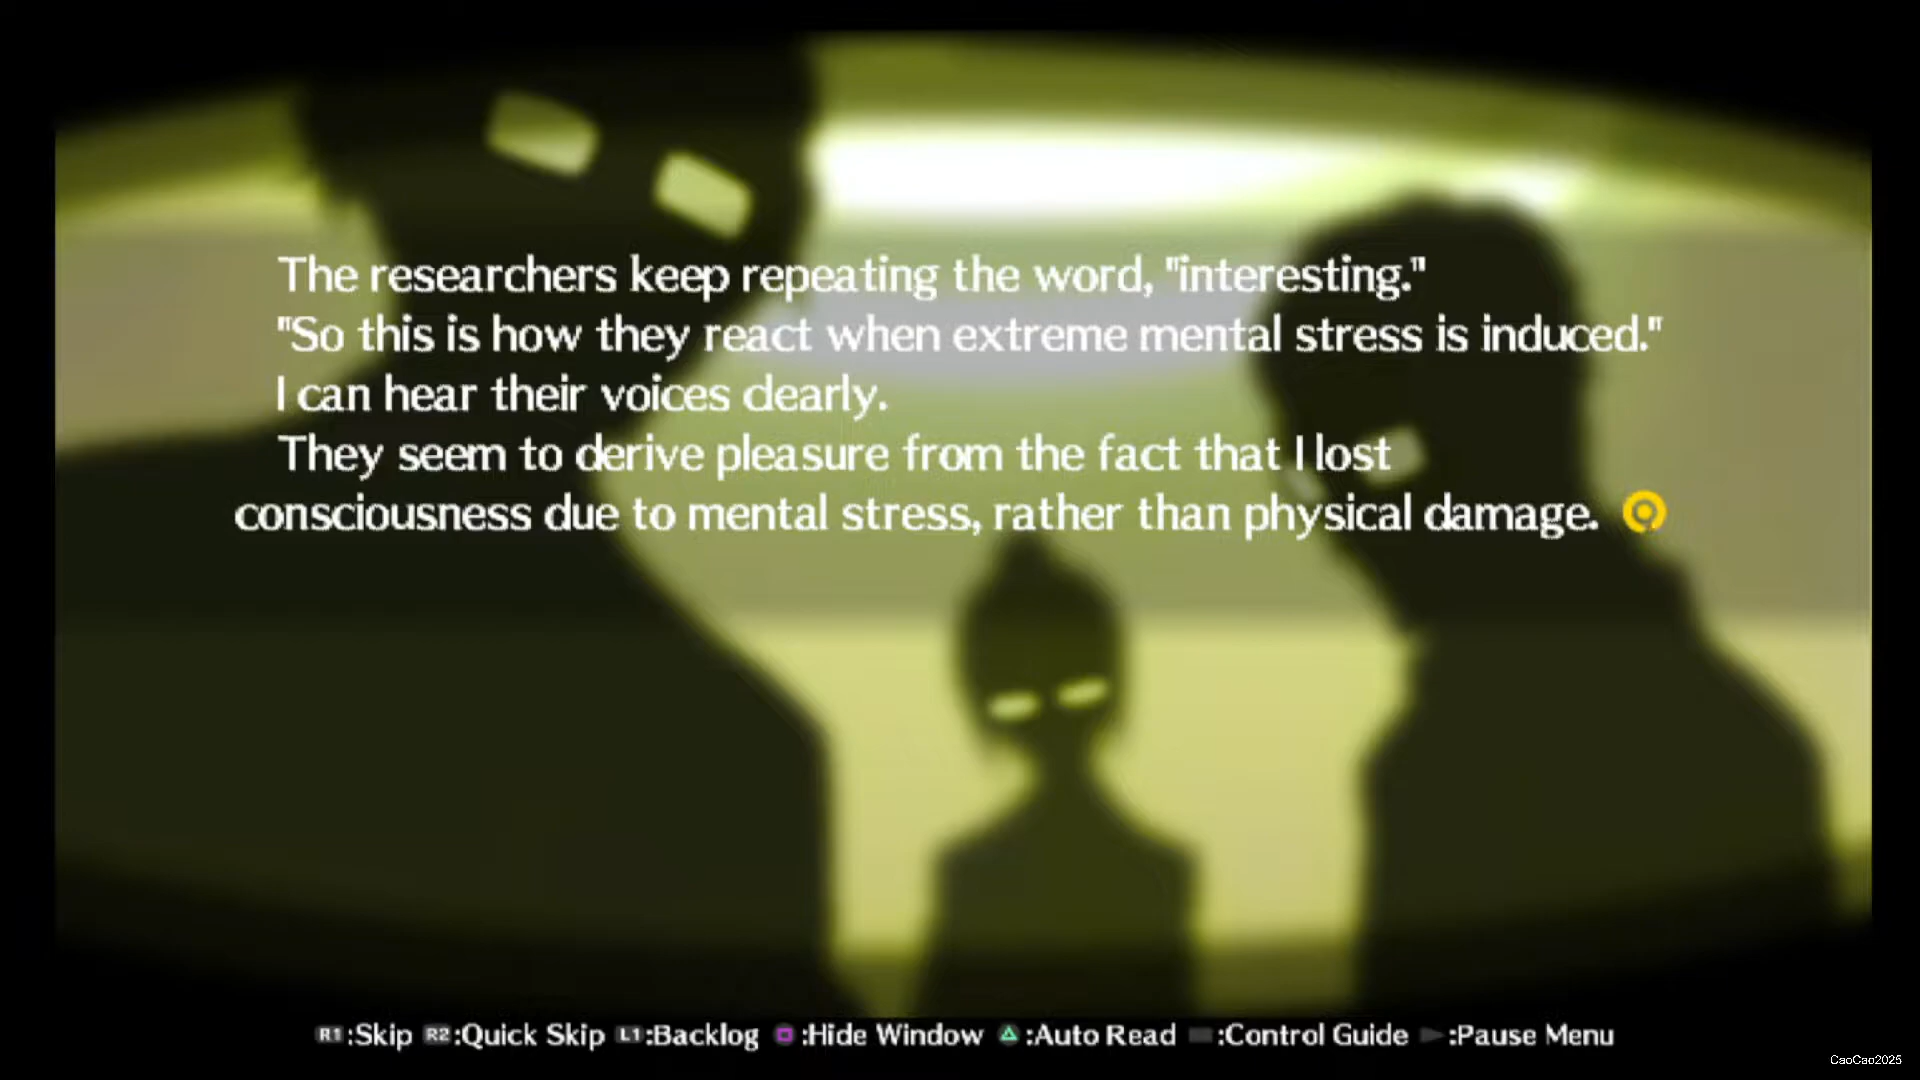 The researchers keep repeating the word, "interesting."
"So this is how they react when extreme mental stress is induced."
I can hear their voices clearly.
They seem to derive pleasure from the fact that I lost
consciousness due to mental stress, rather than physical damage.
R1:Skip R2:Quick Skip L1:Backlog :Hide Window :Auto Read :Control Guide :Pause Menu
CaoCao2025